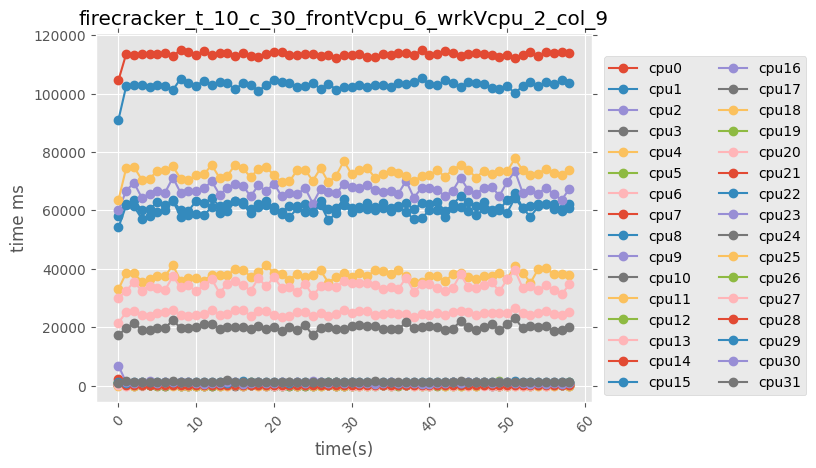 firecracker_t_10_c_30_frontVcpu_6_wrkVcpu_2_col_9
120000
100000
80000
60000
40000
20000
0
time ms
0
10
20
30
40
50
60
time(s)
cpu0
cpu1
cpu2
cpu3
cpu4
cpu5
cpu6
cpu7
cpu8
cpu9
cpu10
cpu11
cpu12
cpu13
cpu14
cpu15
cpu16
cpu17
cpu18
cpu19
cpu20
cpu21
cpu22
cpu23
cpu24
cpu25
cpu26
cpu27
cpu28
cpu29
cpu30
cpu31